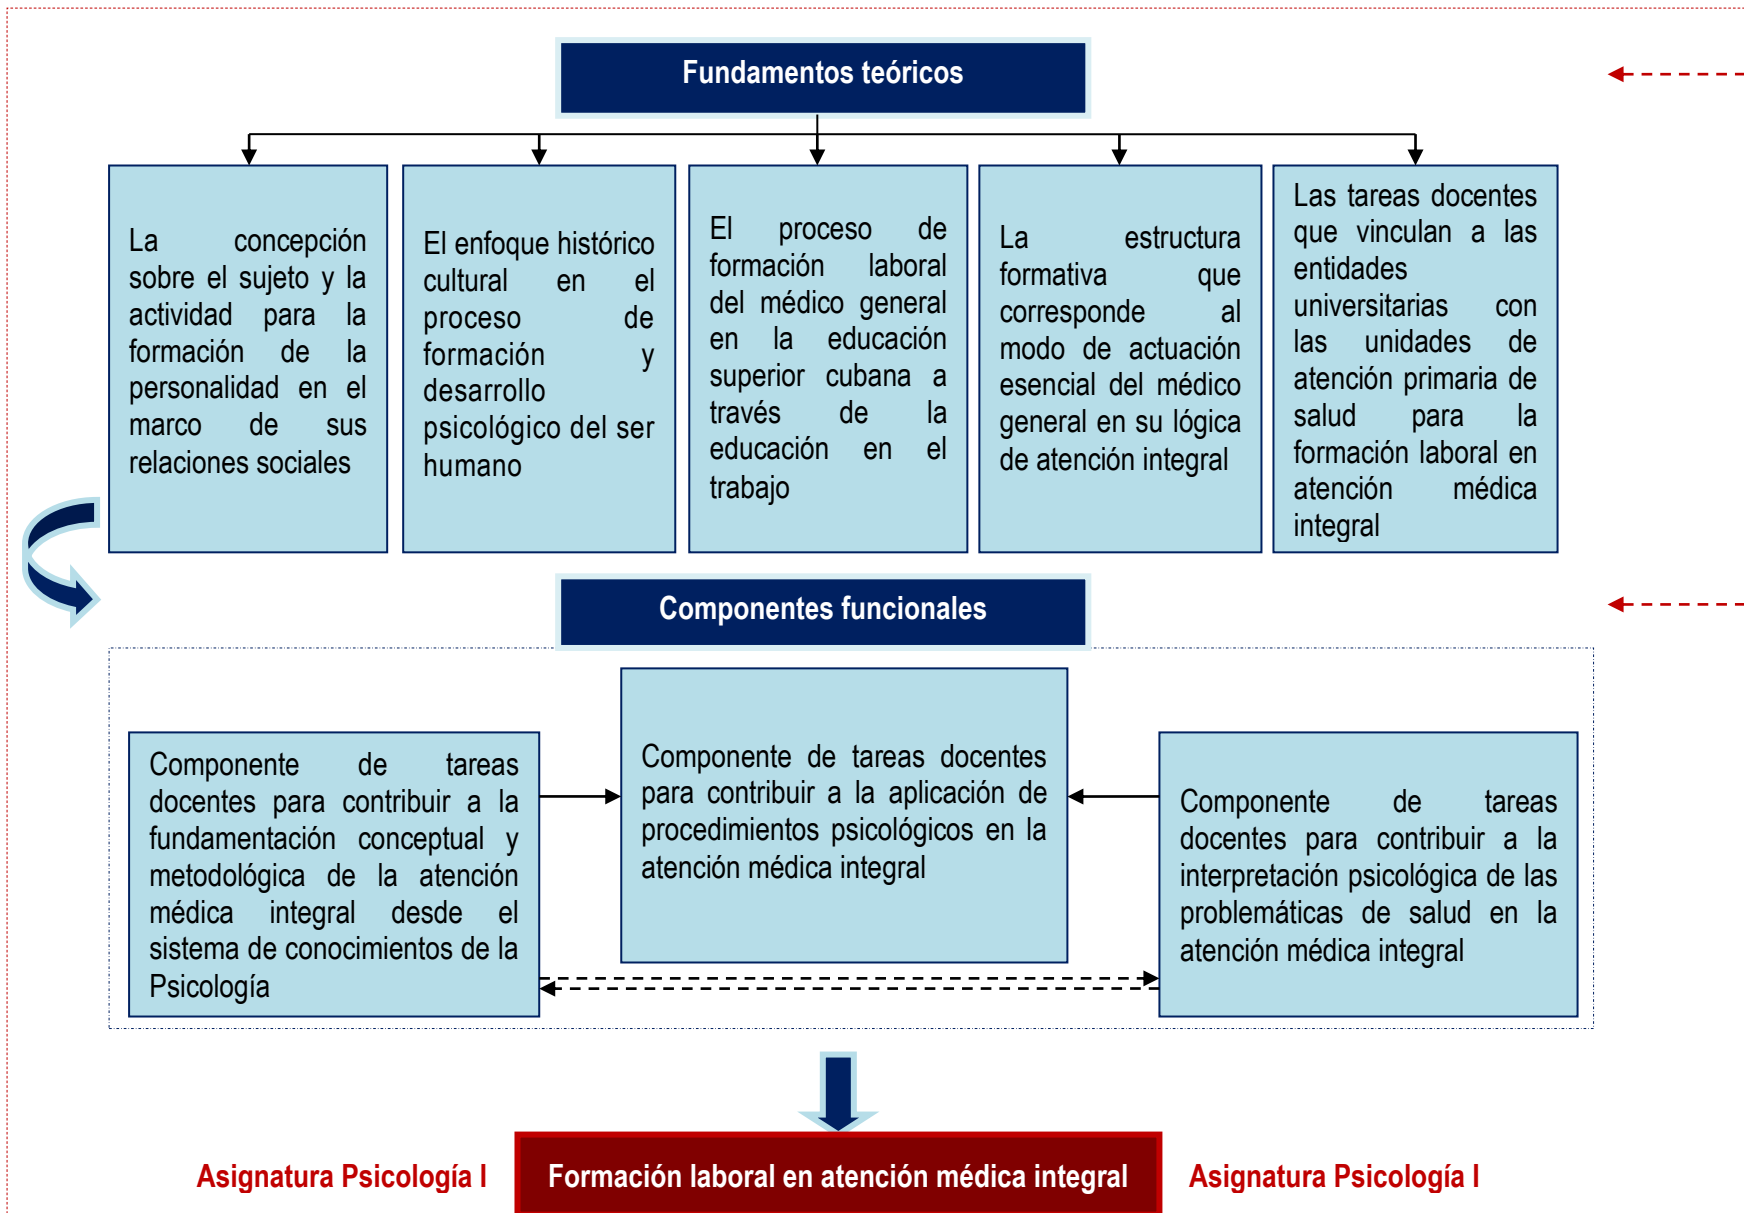 Fundamentos teóricos
La concepción
sobre el sujeto y la
actividad para la
formación de la
personalidad en el
marco de sus
relaciones sociales
El enfoque histórico
cultural en el
proceso de
formación y
desarrollo
psicológico del ser
humano
El proceso de
formación laboral
del médico general
en la educación
superior cubana a
través de la
educación en el
trabajo
La estructura
formativa que
corresponde al
modo de actuación
esencial del médico
general en su lógica
de atención integral
Las tareas docentes
que vinculan a las
entidades
universitarias con
las unidades de
atención primaria de
salud para la
formación laboral en
atención médica
integral
Componentes funcionales
Componente de tareas
docentes para contribuir a la
fundamentación conceptual y
metodológica de la atención
médica integral desde el
sistema de conocimientos de la
Psicología
Componente de tareas docentes
para contribuir a la aplicación de
procedimientos psicológicos en la
atención médica integral
Componente de tareas
docentes para contribuir a la
interpretación psicológica de las
problemáticas de salud en la
atención médica integral
Asignatura Psicología I
Formación laboral en atención médica integral
Asignatura Psicología I